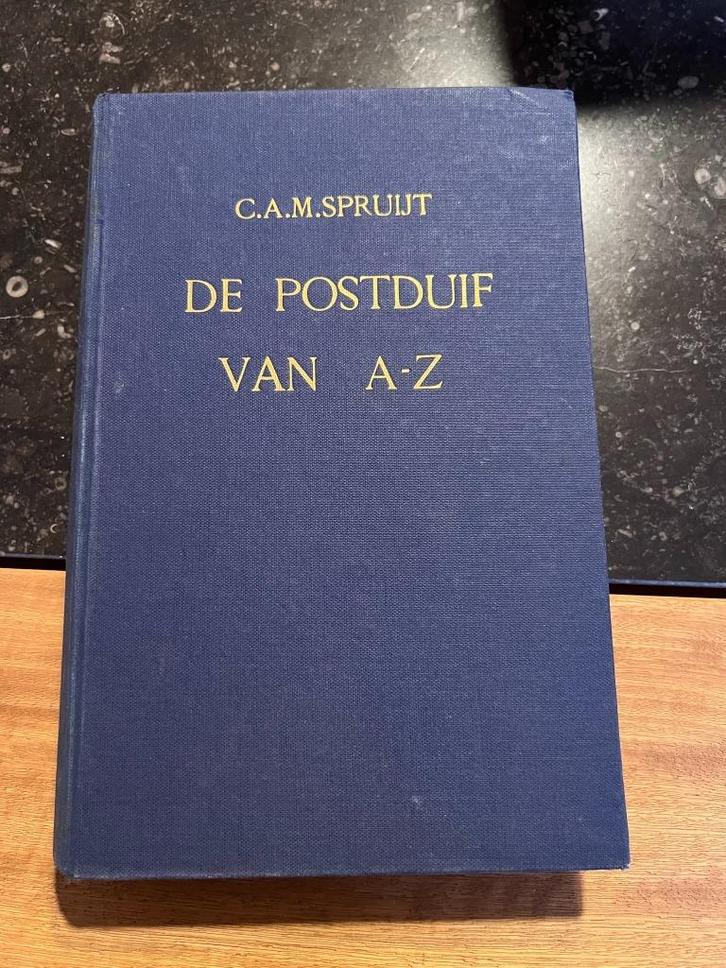 C.A.M.SPRUIJT
DE POSTDUIF
VAN A-Z